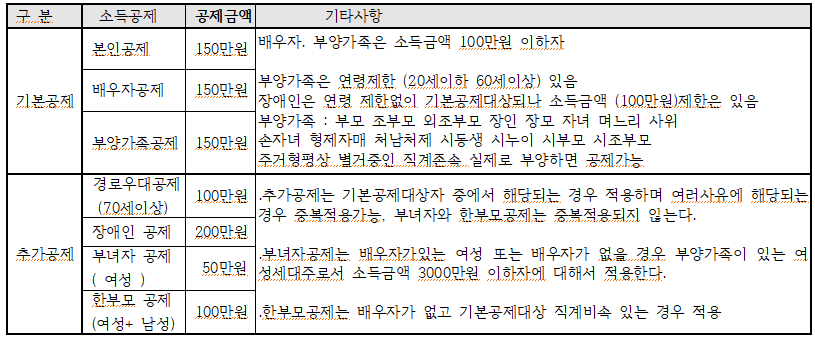 구 분 소득공제 공제금액 기타사항
기본공제
본인공제 150만원
배우자공제 150만원
부양가족공제 150만원
배우자. 부양가족은 소득금액 100만원 이하자
부양가족은 연령제한 (20세이하 60세이상) 있음
장애인은 연령 제한없이 기본공제대상되나 소득금액 (100만원)제한은 있음
부양가족 : 부모 조부모 외조부모 장인 장모 자녀 며느리 사위
손자녀 형제자매 처남처제 시동생 시누이 시부모 시조부모
주거형평상 별거중인 직계존속 실제로 부양하면 공제가능
추가공제
경로우대공제 100만원
(70세이상)
장애인 공제 200만원
부녀자 공제 50만원
( 여성 )
한부모 공제 100만원
(여성+ 남성)
.추가공제는 기본공제대상자 중에서 해당되는 경우 적용하며 여러사유에 해당되는
경우 중복적용가능, 부녀자와 한부모공제는 중복적용되지 않는다.
.부녀자공제는 배우자가있는 여성 또는 배우자가 없을 경우 부양가족이 있는 여
성세대주로서 소득금액 3000만원 이하자에 대해서 적용한다.
.한부모공제는 배우자가 없고 기본공제대상 직계비속 있는 경우 적용